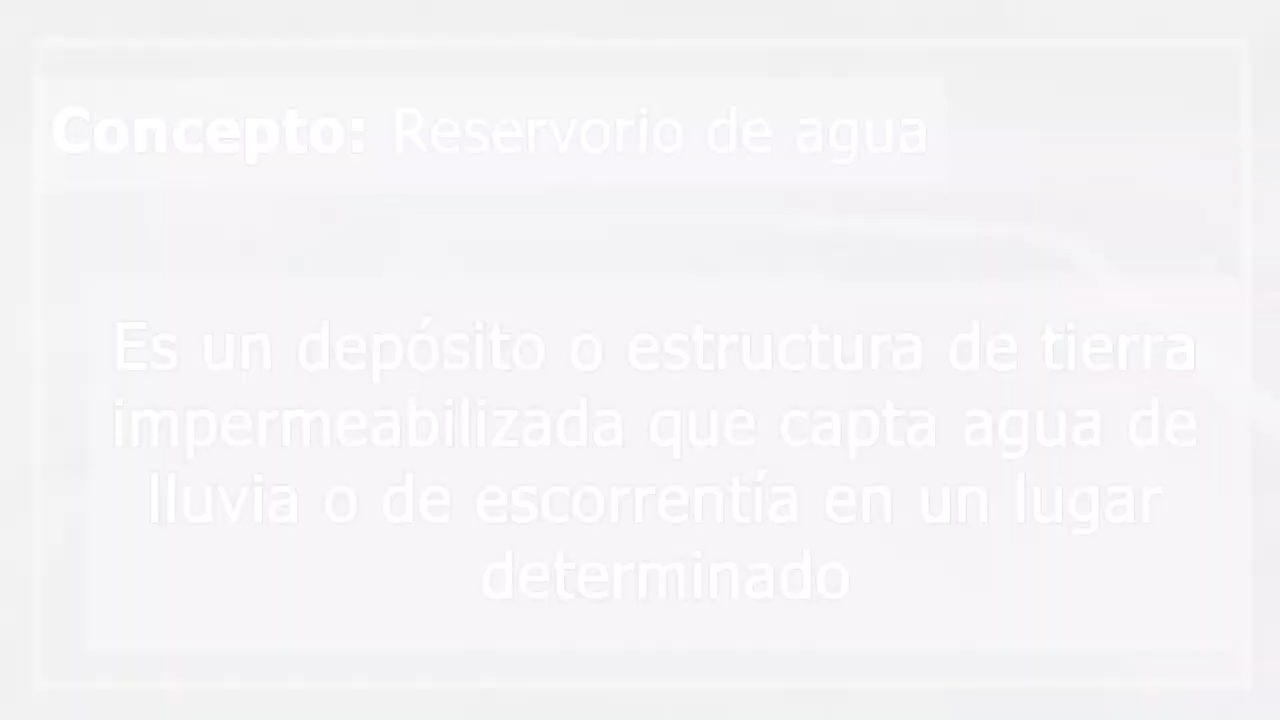 Concepto: Reservorio de agua
Es un depósito o estructura de tierra
impermeabilizada que capta agua de
lluvia o de escorrentía en un lugar
determinado